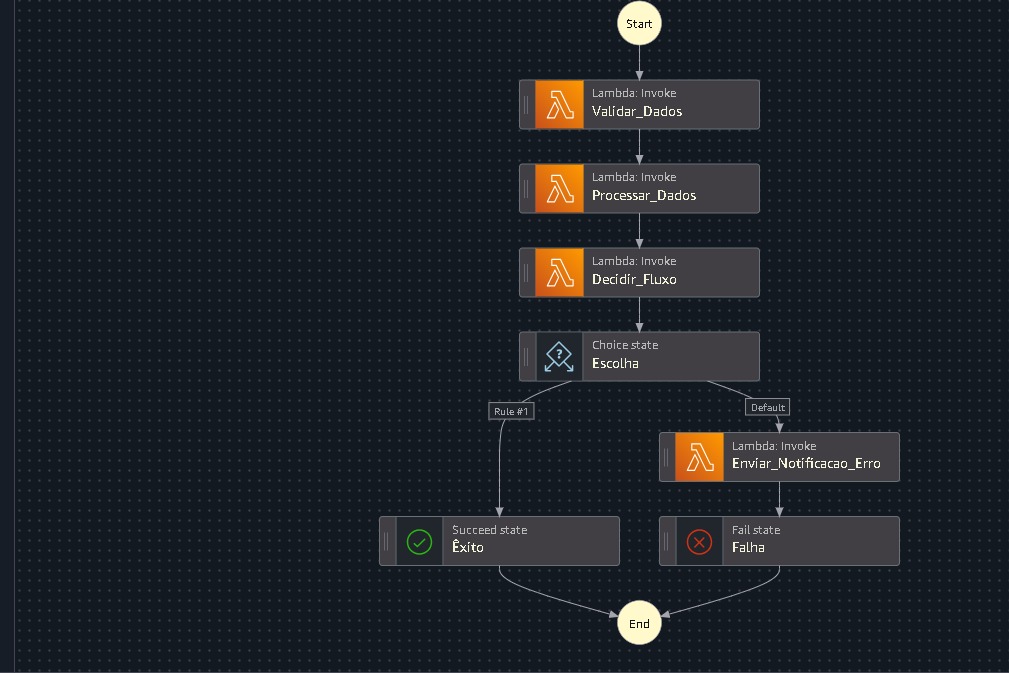 Start
Lambda: Invoke
Validar_Dados
Lambda: Invoke
Processar_Dados
Lambda: Invoke
Decidir_Fluxo
Choice state
Escolha
Rule #1
Default
Lambda: Invoke
Enviar_Notificacao_Erro
Succeed state
Êxito
Fail state
Falha
End